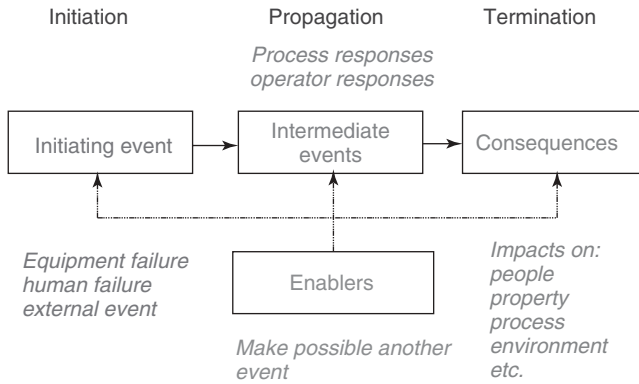 Initiation
Propagation
Termination
Process responses
operator responses
Initiating event
Intermediate
events
Consequences
Equipment failure
human failure
external event
Enablers
Make possible another
event
Impacts on:
people
property
process
environment
etc.